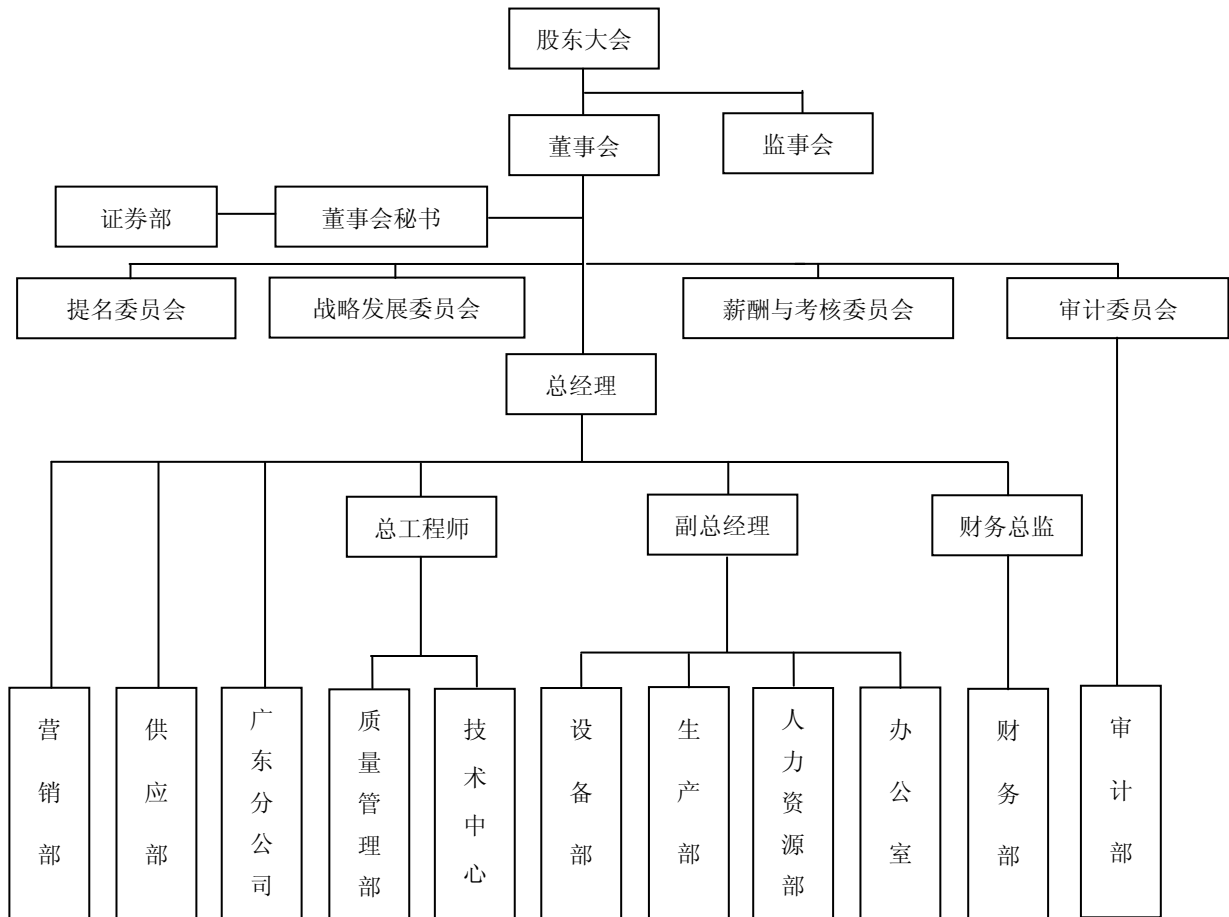 股东大会
董事会
监事会
证券部
董事会秘书
提名委员会
战略发展委员会
薪酬与考核委员会
审计委员会
总经理
总工程师
副总经理
财务总监
营销部
供应部
广东分公司
质量管理部
技术中心
设备部
生产部
人力资源部
办公室
财务部
审计部